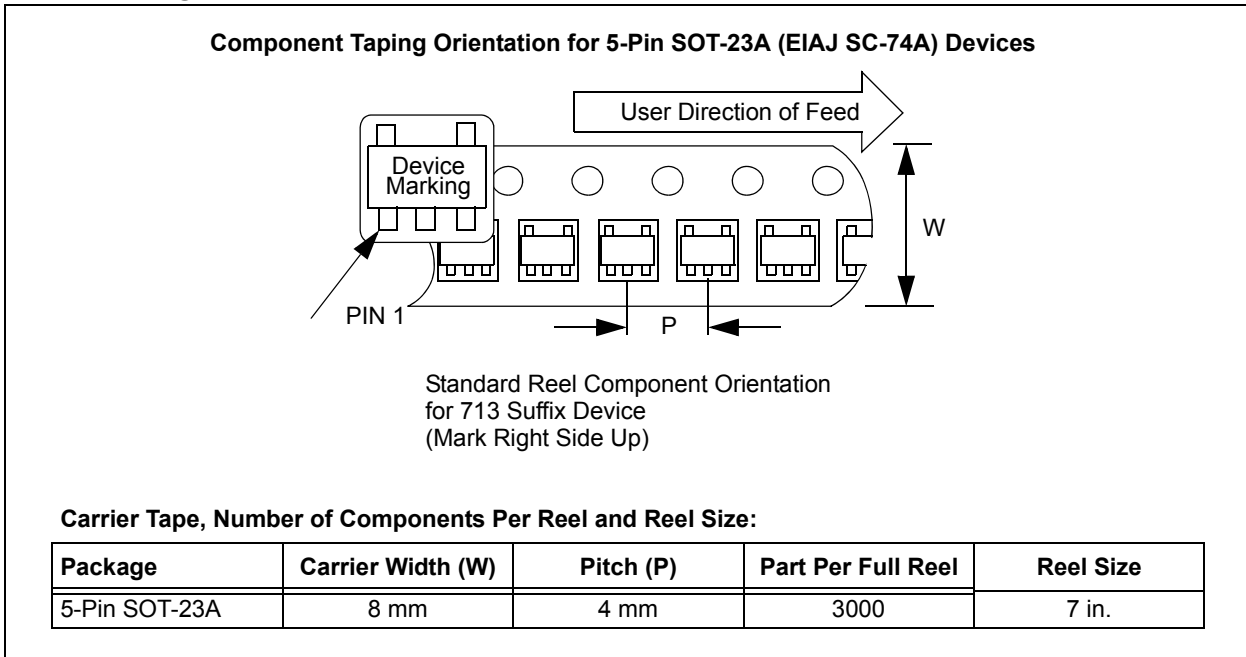 Component Taping Orientation for 5-Pin SOT-23A (EIAJ SC-74A) Devices
User Direction of Feed
Device
Marking
W
PIN 1
P
Standard Reel Component Orientation
for 713 Suffix Device
(Mark Right Side Up)
Carrier Tape, Number of Components Per Reel and Reel Size:
Package Carrier Width (W) Pitch (P) Part Per Full Reel Reel Size
5-Pin SOT-23A 8 mm 4 mm 3000 7 in.